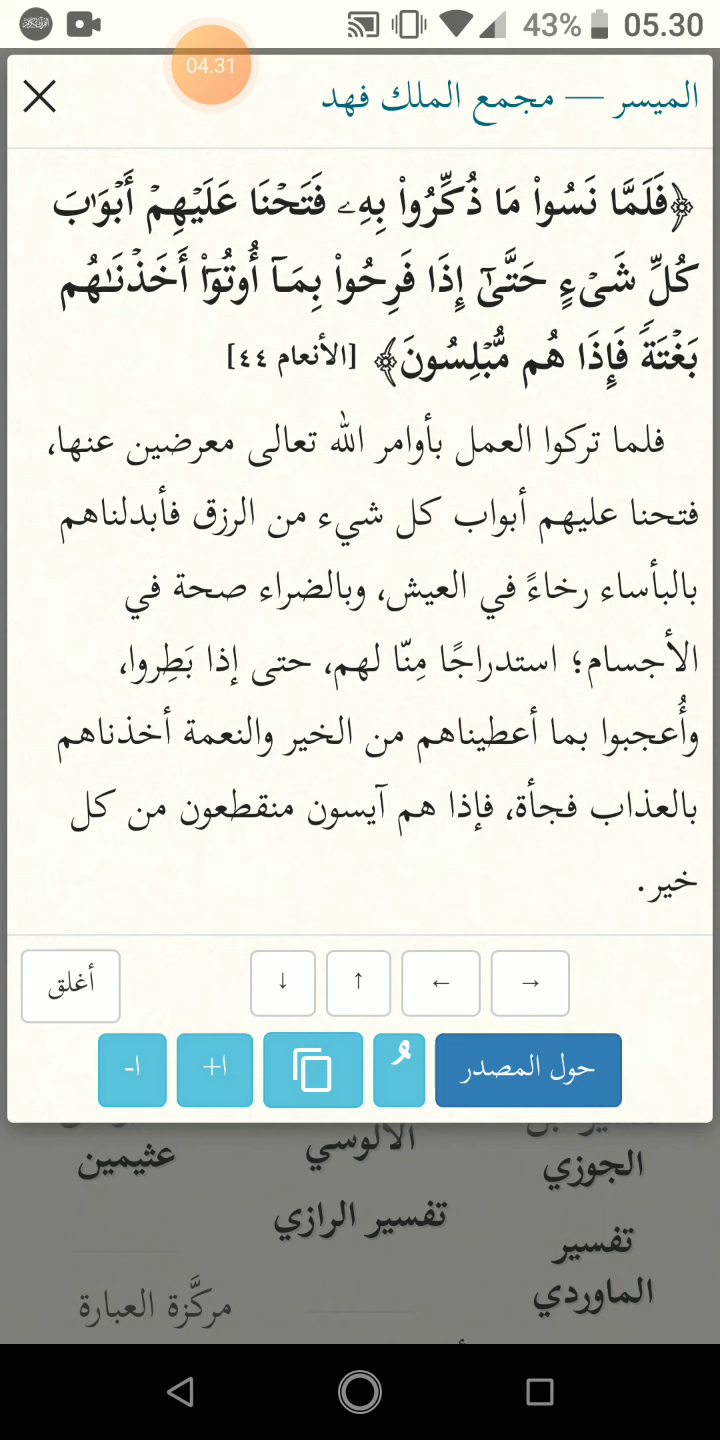 43% 05.30
04.31
الميسر — مجمع الملك فهد
﴿فَلَمَّا نَسُوا۟ مَا ذُكِّرُوا۟ بِهِۦ فَتَحۡنَا عَلَیۡهِمۡ أَبۡوَ ٰ⁠بَ
كُلِّ شَیۡءٍ حَتَّىٰۤ إِذَا فَرِحُوا۟ بِمَاۤ أُوتُوۤا۟ أَخَذۡنَـٰهُم
بَغۡتَةࣰ فَإِذَا هُم مُّبۡلِسُونَ﴾ [الأنعام ٤٤]
فلما تركوا العمل بأوامر الله تعالى معرضين عنها،
فتحنا عليهم أبواب كل شيء من الرزق فأبدلناهم
بالبأساء رخاءً في العيش، وبالضراء صحة في
الأجسام؛ استدراجًا مِنّا لهم، حتى إذا بَطِروا،
وأُعجبوا بما أعطيناهم من الخير والنعمة أخذناهم
بالعذاب فجأة، فإذا هم آيسون منقطعون من كل
خير.
→ ← ↑ ↓ أغلق
حول المصدر ا+ ا-
الجوزي الآلوسي عثيمين
تفسير الرازي
تفسير
الماوردي
مركَّزة العبارة